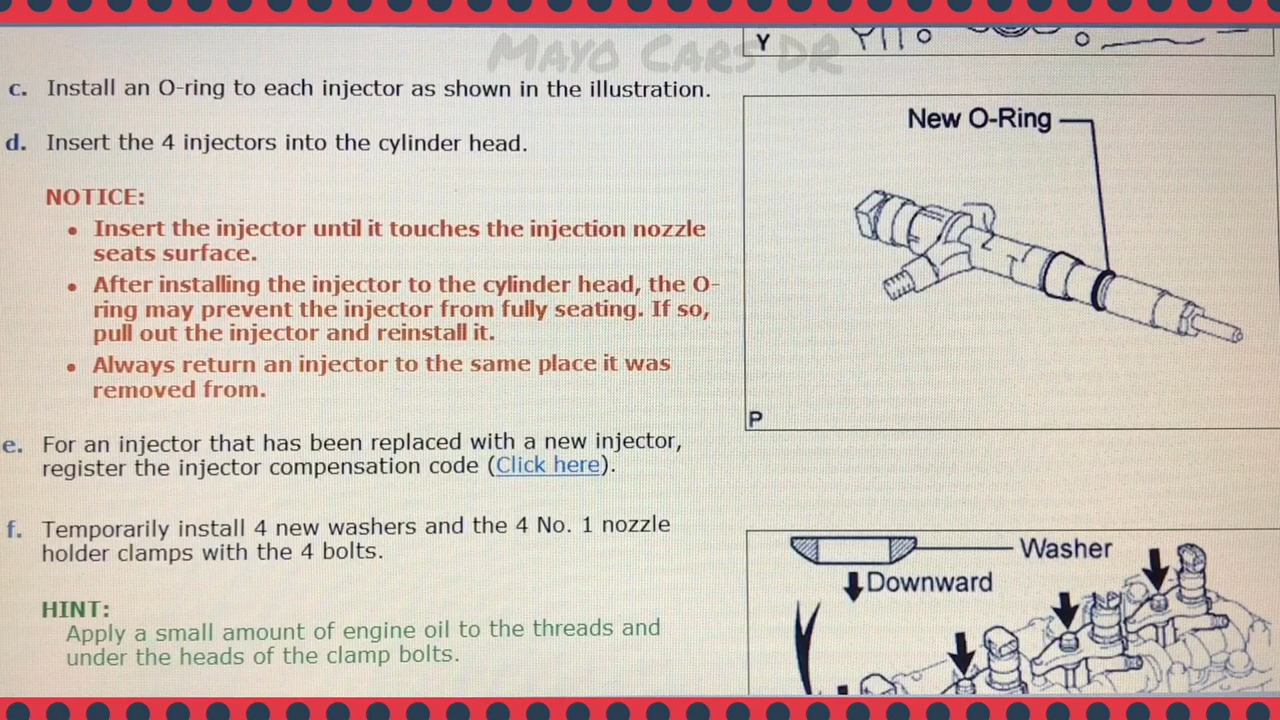 MAYO CARS DR
Y
c. Install an O-ring to each injector as shown in the illustration.
New O-Ring
d. Insert the 4 injectors into the cylinder head.
NOTICE:
• Insert the injector until it touches the injection nozzle
seats surface.
• After installing the injector to the cylinder head, the O-
ring may prevent the injector from fully seating. If so,
pull out the injector and reinstall it.
• Always return an injector to the same place it was
removed from.
P
e. For an injector that has been replaced with a new injector,
register the injector compensation code (Click here).
f. Temporarily install 4 new washers and the 4 No. 1 nozzle
holder clamps with the 4 bolts.
Washer
Downward
HINT:
Apply a small amount of engine oil to the threads and
under the heads of the clamp bolts.